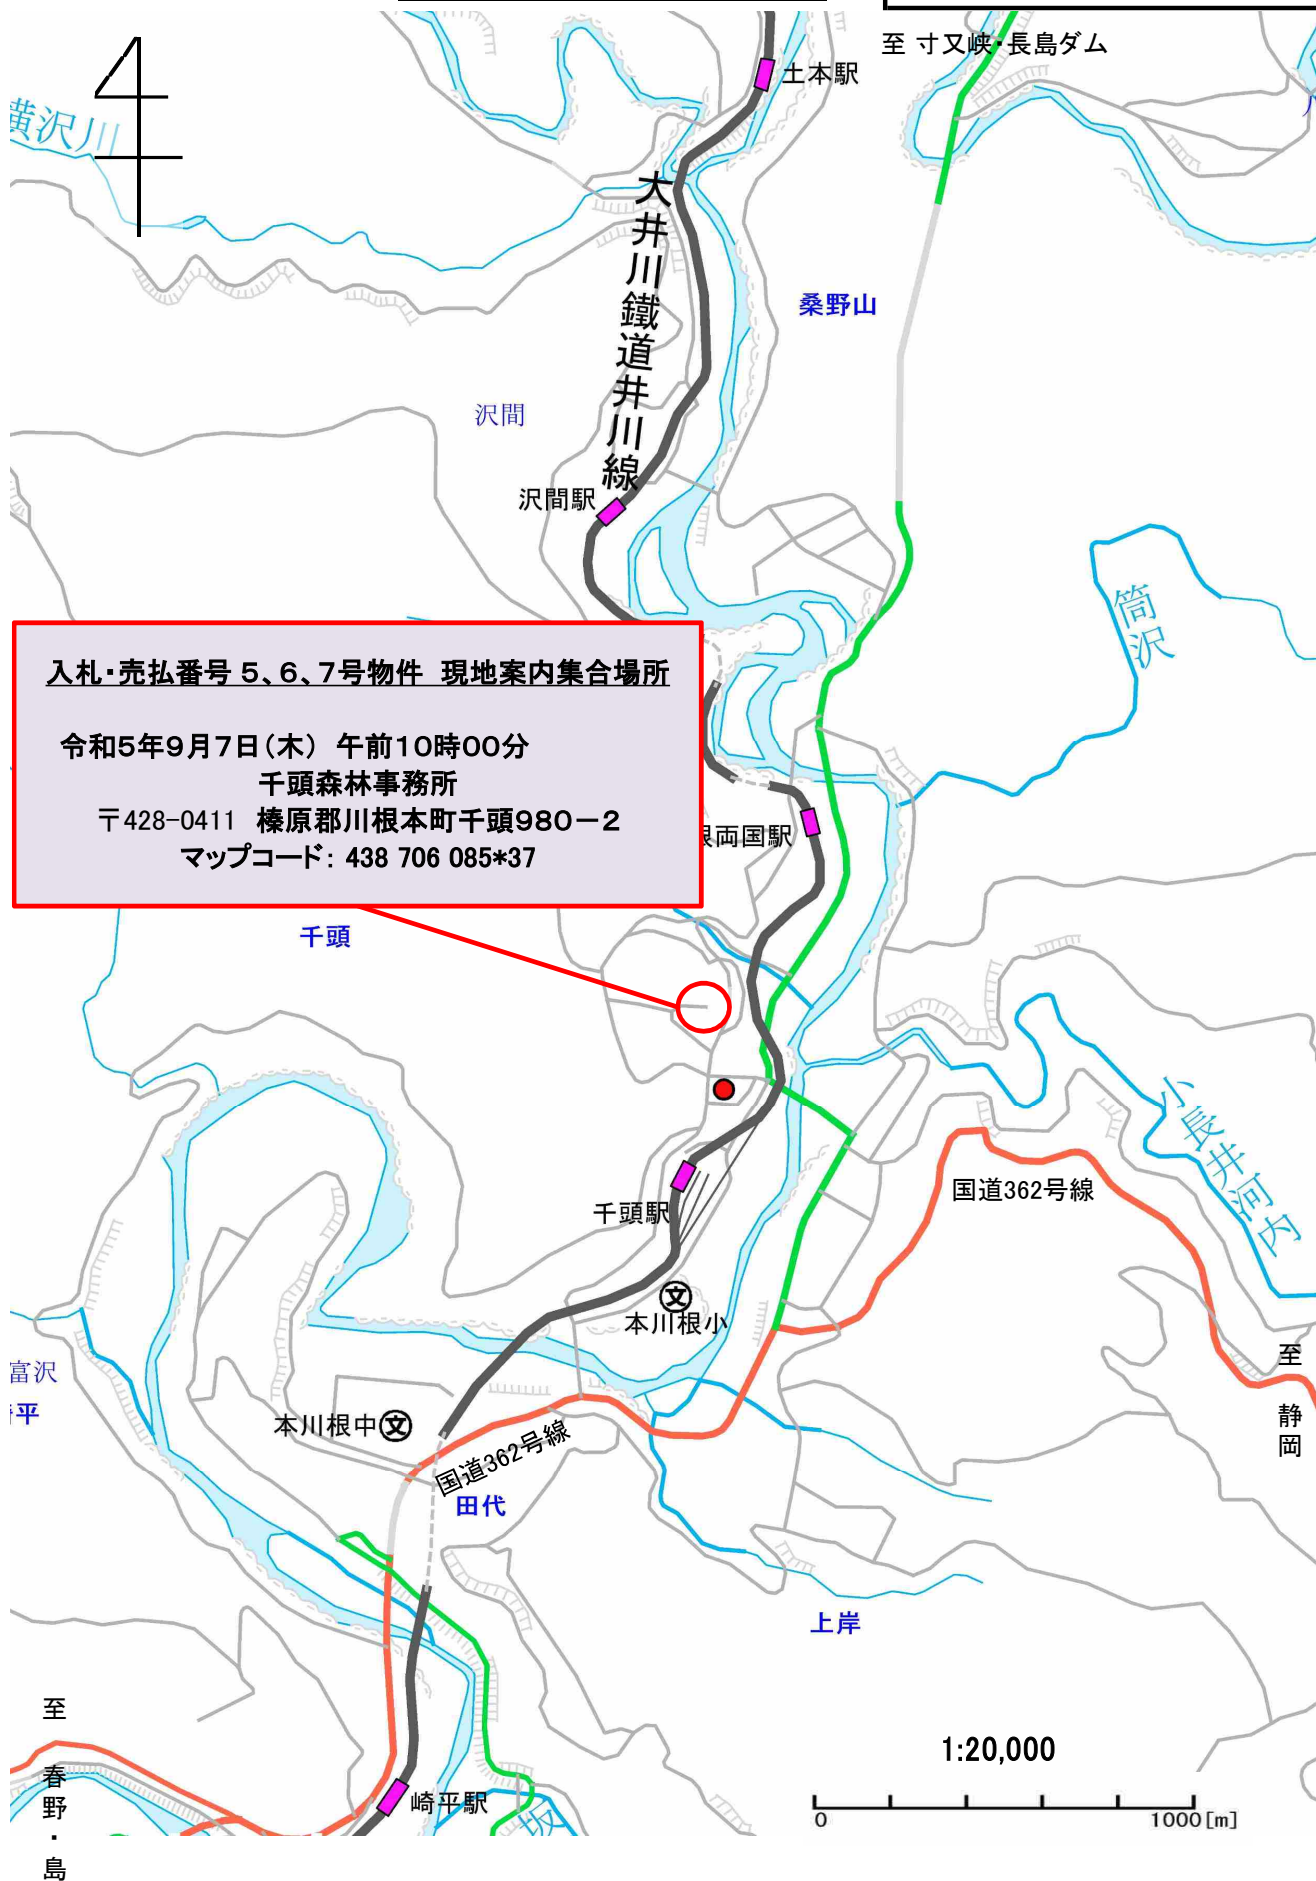 至 寸又峡・長島ダム
土本駅
横沢川
大井川鐵道井川線
桑野山
沢間
沢間駅
筒沢
入札・売払番号 5、6、7号物件 現地案内集合場所
令和5年9月7日(木) 午前10時00分
千頭森林事務所
〒428-0411 榛原郡川根本町千頭980-2
マップコード: 438 706 085*37
両国駅
千頭
小長井河内
国道362号線
千頭駅
文
本川根小
至 静岡
富沢
平
本川根中
文
国道362号線
田代
上岸
至 春野・島
1:20,000
崎平駅
坂
0 1000[m]